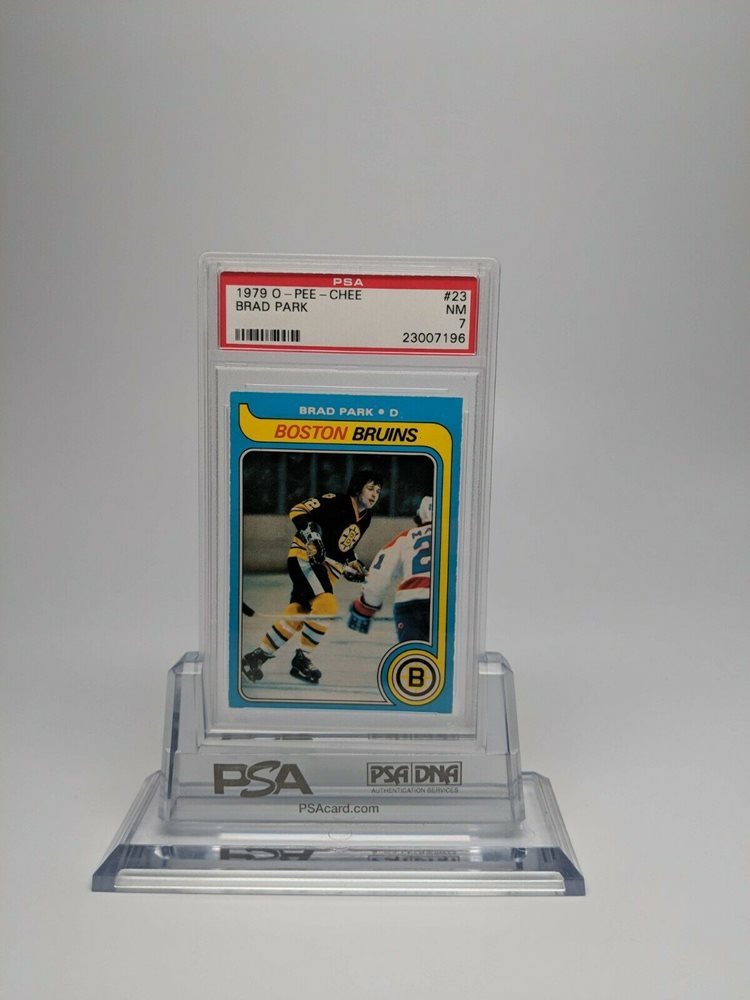 PSA
1979 O-PEE-CHEE #23
BRAD PARK NM
7
23007196
BRAD PARK • D
BOSTON BRUINS
B
PSA PSA DNA
AUTHENTICATION SERVICES
PSAcard.com